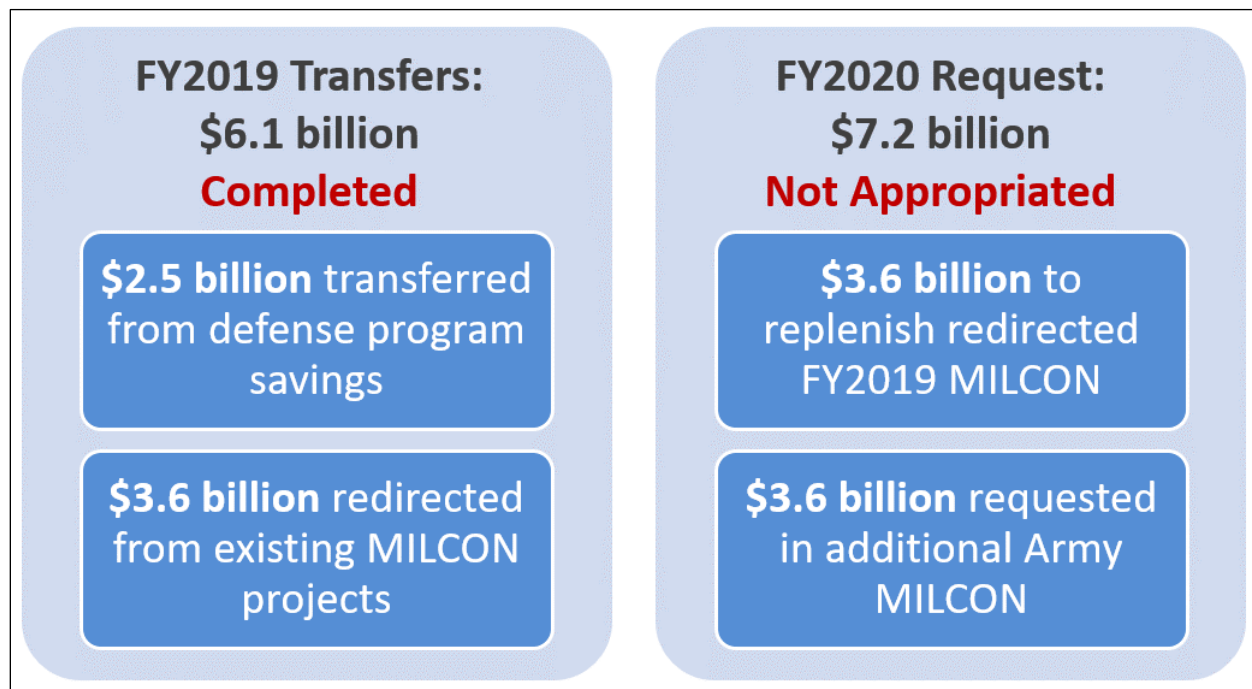 FY2019 Transfers:
$6.1 billion
Completed
$2.5 billion transferred
from defense program
savings
$3.6 billion redirected
from existing MILCON
projects
FY2020 Request:
$7.2 billion
Not Appropriated
$3.6 billion to
replenish redirected
FY2019 MILCON
$3.6 billion requested
in additional Army
MILCON